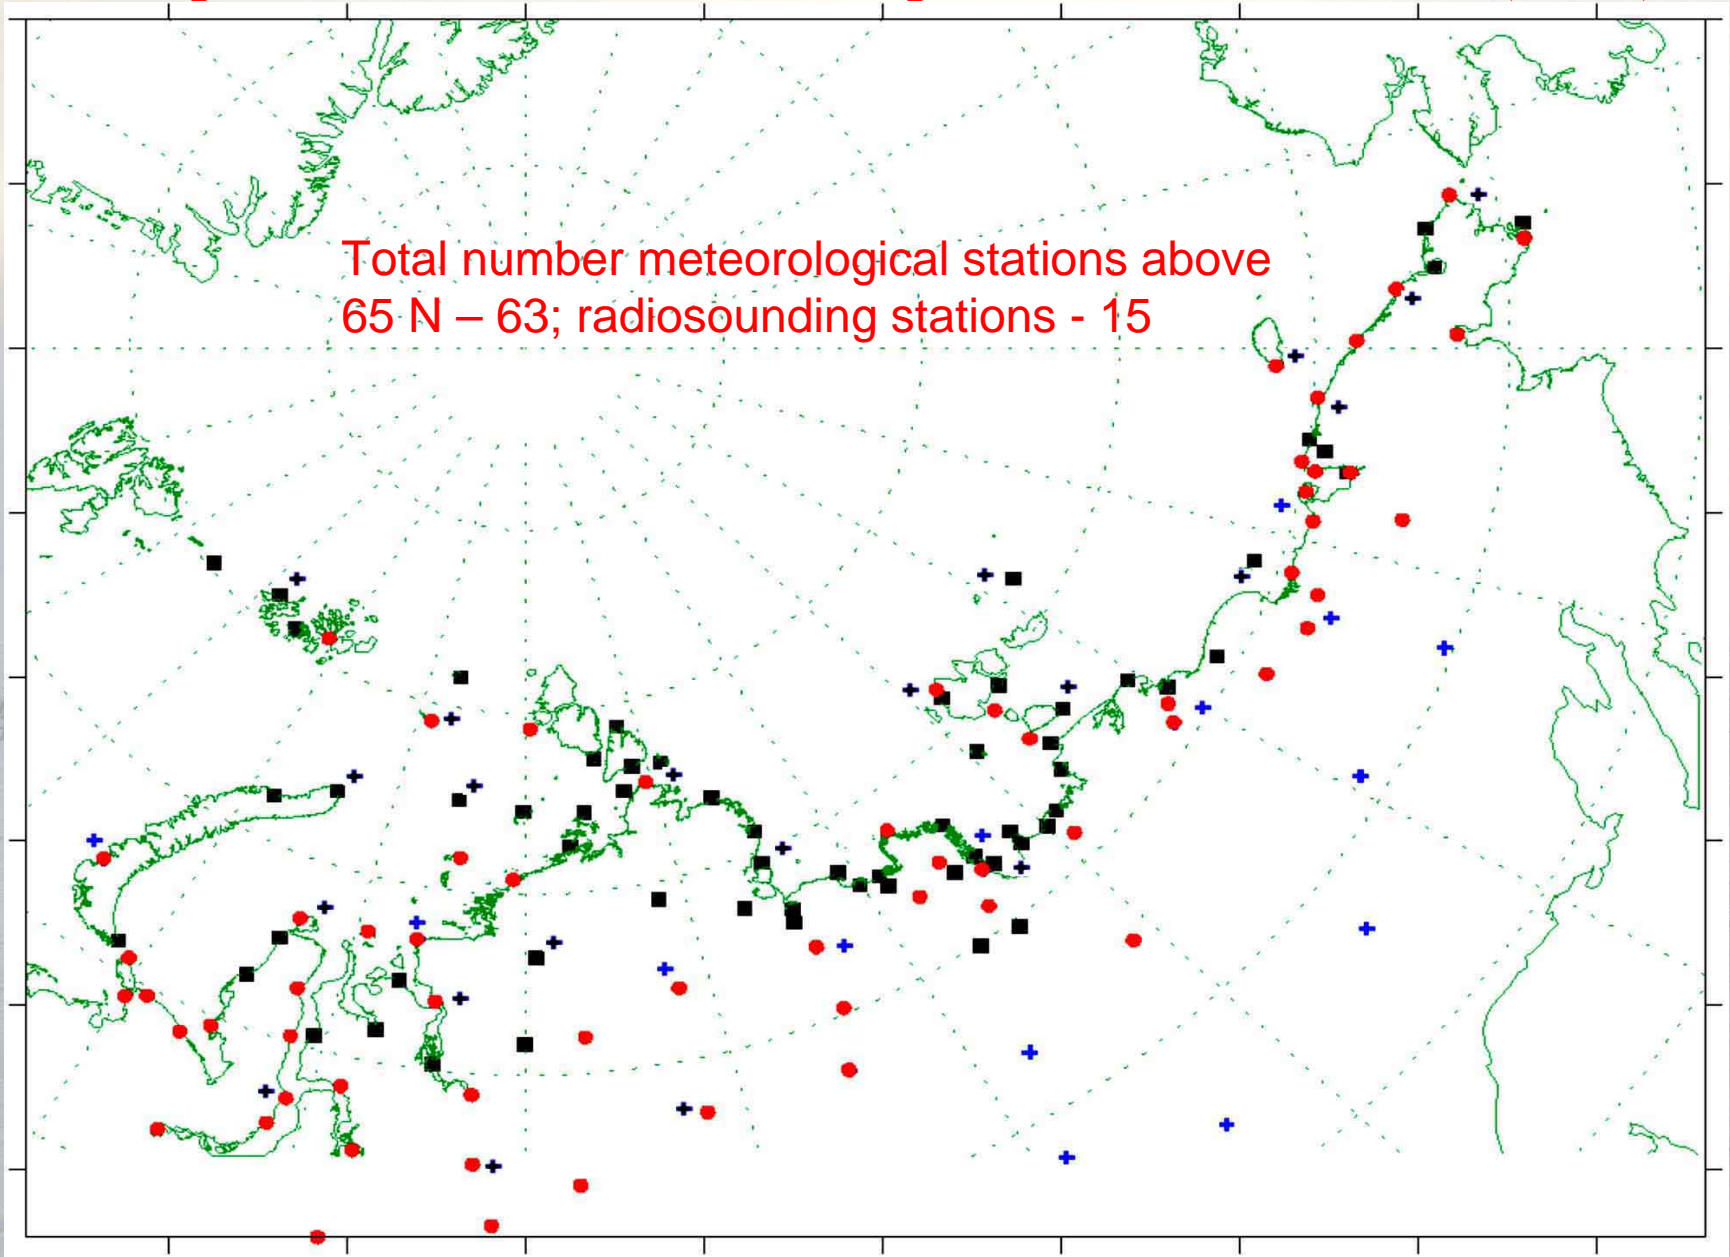 Total number meteorological stations above
65 N – 63; radiosounding stations - 15